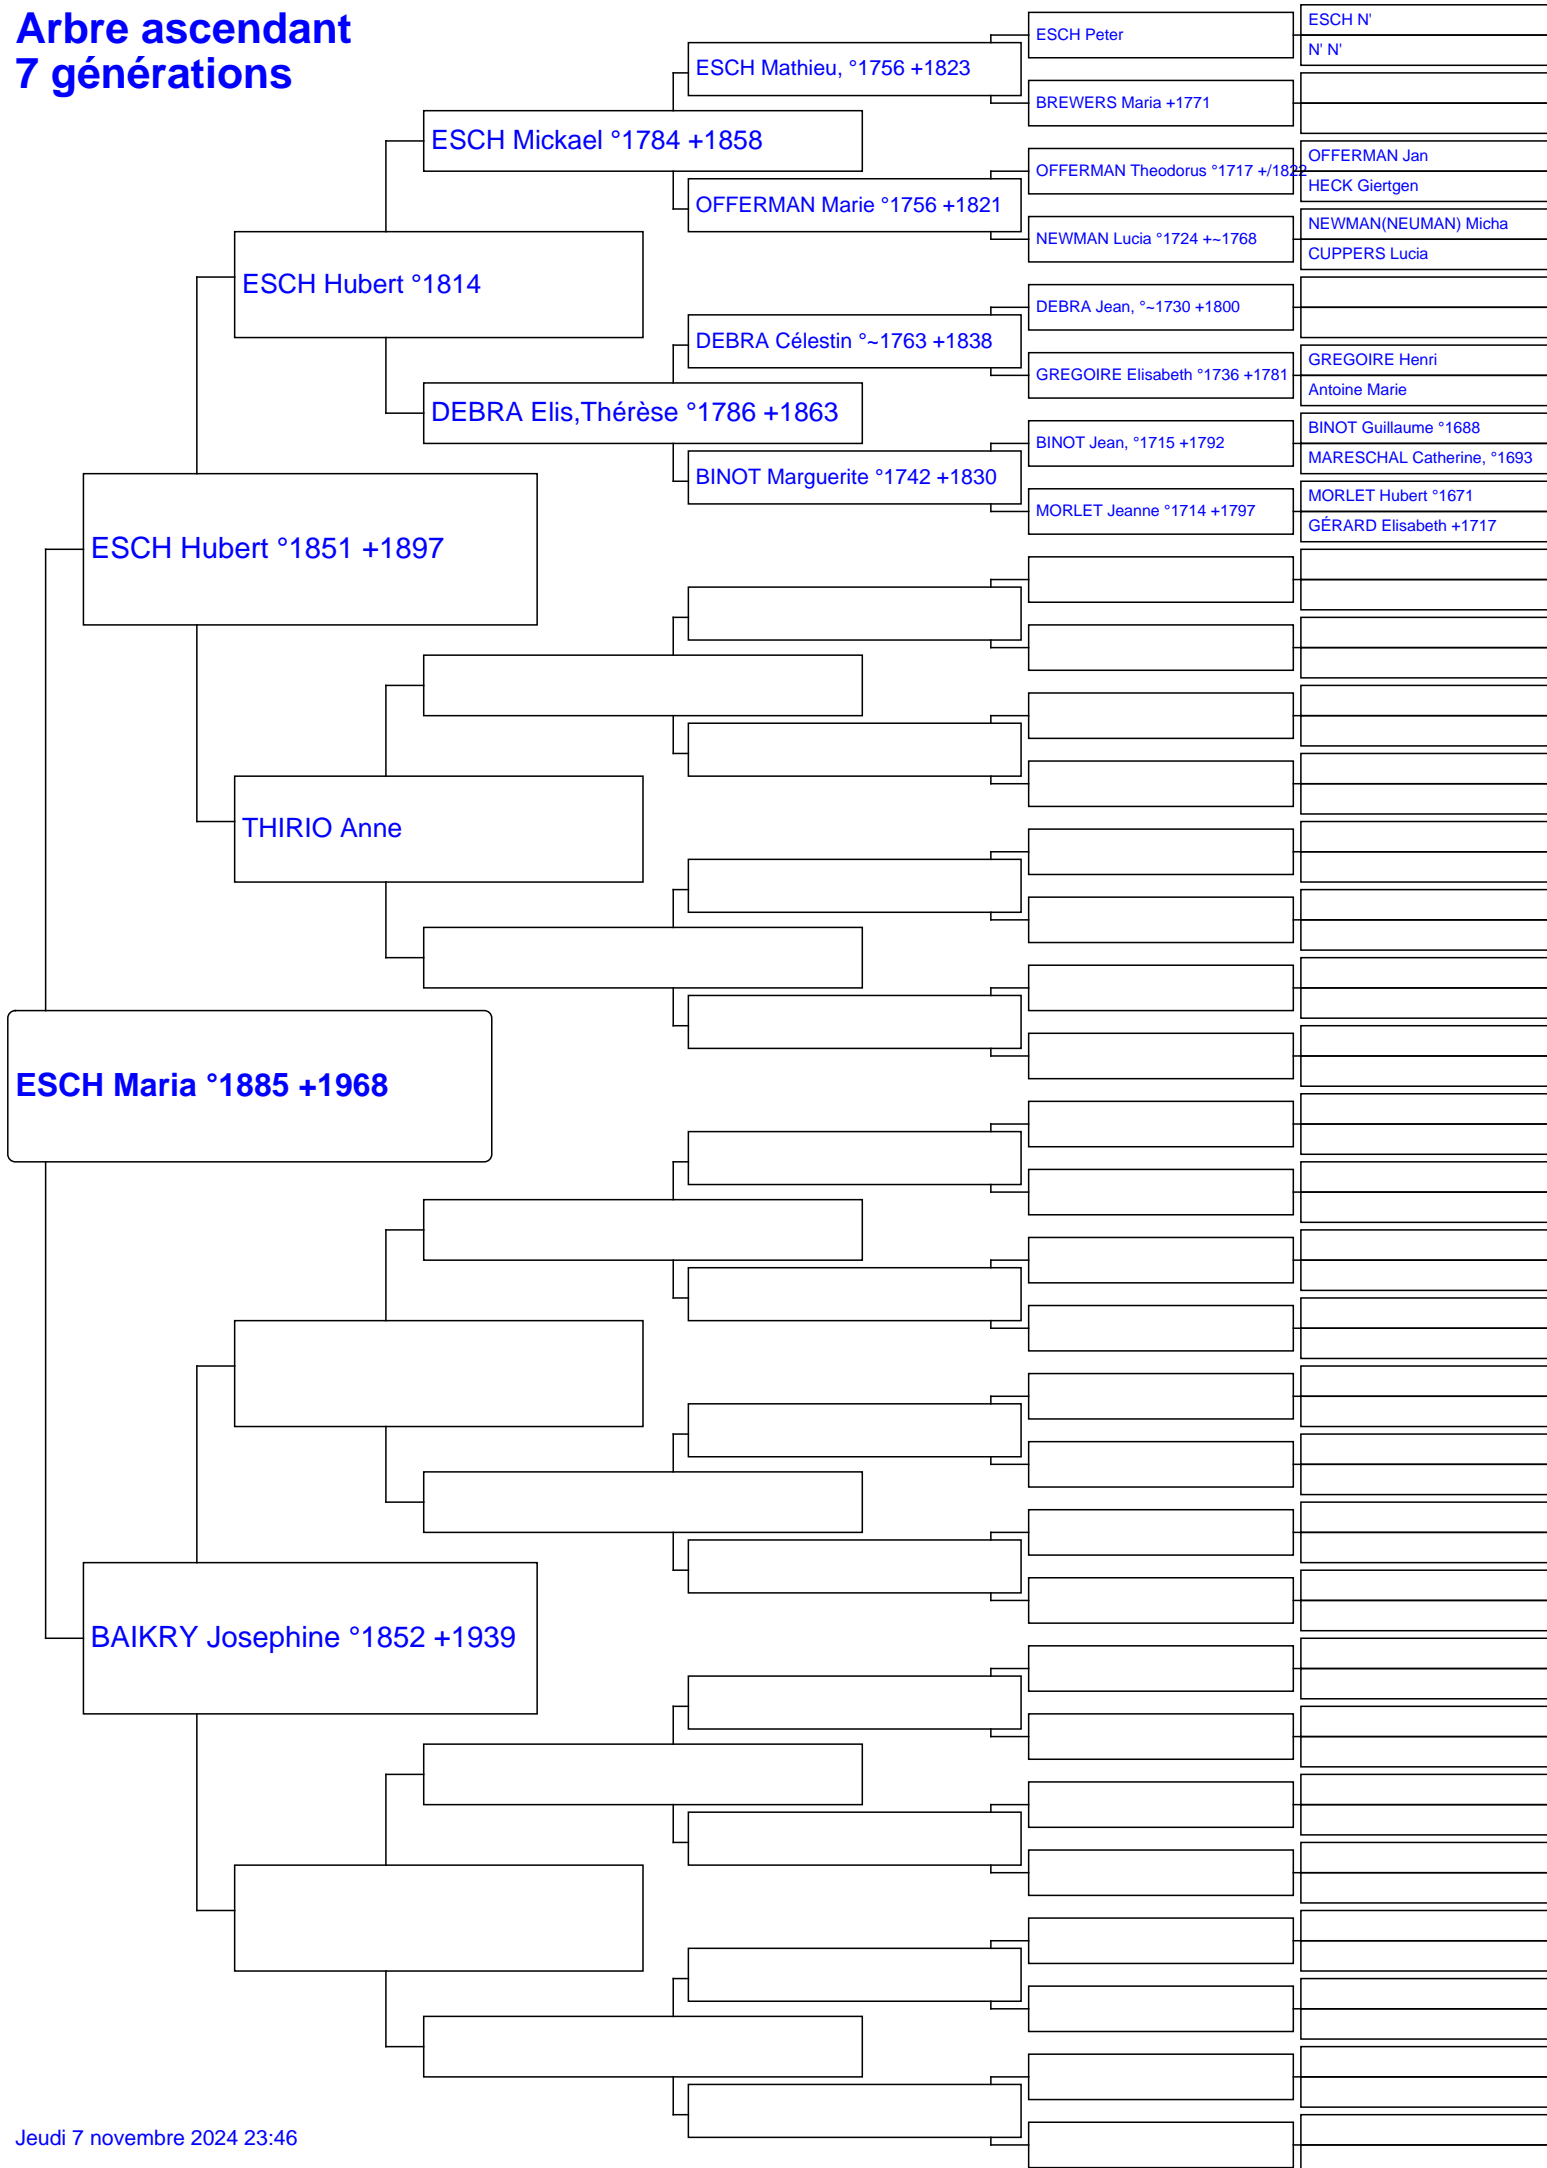 Arbre ascendant
7 générations
ESCH N'
ESCH Peter
N' N'
ESCH Mathieu, °1756 +1823
BREWERS Maria +1771
ESCH Mickael °1784 +1858
OFFERMAN Jan
OFFERMAN Theodorus °1717 +/1822
HECK Giertgen
OFFERMAN Marie °1756 +1821
NEWMAN(NEUMAN) Micha
NEWMAN Lucia °1724 +~1768
CUPPERS Lucia
ESCH Hubert °1814
DEBRA Jean, °~1730 +1800
DEBRA Célestin °~1763 +1838
GREGOIRE Henri
GREGOIRE Elisabeth °1736 +1781
Antoine Marie
DEBRA Elis,Thérèse °1786 +1863
BINOT Guillaume °1688
BINOT Jean, °1715 +1792
MARESCHAL Catherine, °1693
BINOT Marguerite °1742 +1830
MORLET Hubert °1671
MORLET Jeanne °1714 +1797
GÉRARD Elisabeth +1717
ESCH Hubert °1851 +1897
THIRIO Anne
ESCH Maria °1885 +1968
BAIKRY Josephine °1852 +1939
Jeudi 7 novembre 2024 23:46